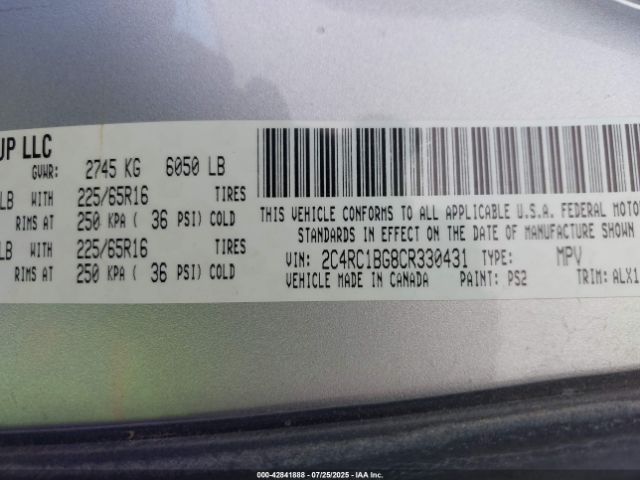 UP LLC
GVWR: 2745 KG 6050 LB
LB WITH 225/65R16 TIRES
RIMS AT 250 KPA ( 36 PSI) COLD
LB WITH 225/65R16 TIRES
RIMS AT 250 KPA ( 36 PSI) COLD
THIS VEHICLE CONFORMS TO ALL APPLICABLE U.S.A. FEDERAL MOTOR
STANDARDS IN EFFECT ON THE DATE OF MANUFACTURE SHOWN
VIN: 2C4RC1BG8CR330431 TYPE: MPV
VEHICLE MADE IN CANADA PAINT: PS2 TRIM: ALX1
000-42841888 | 07/25/2025 - IAA Inc.